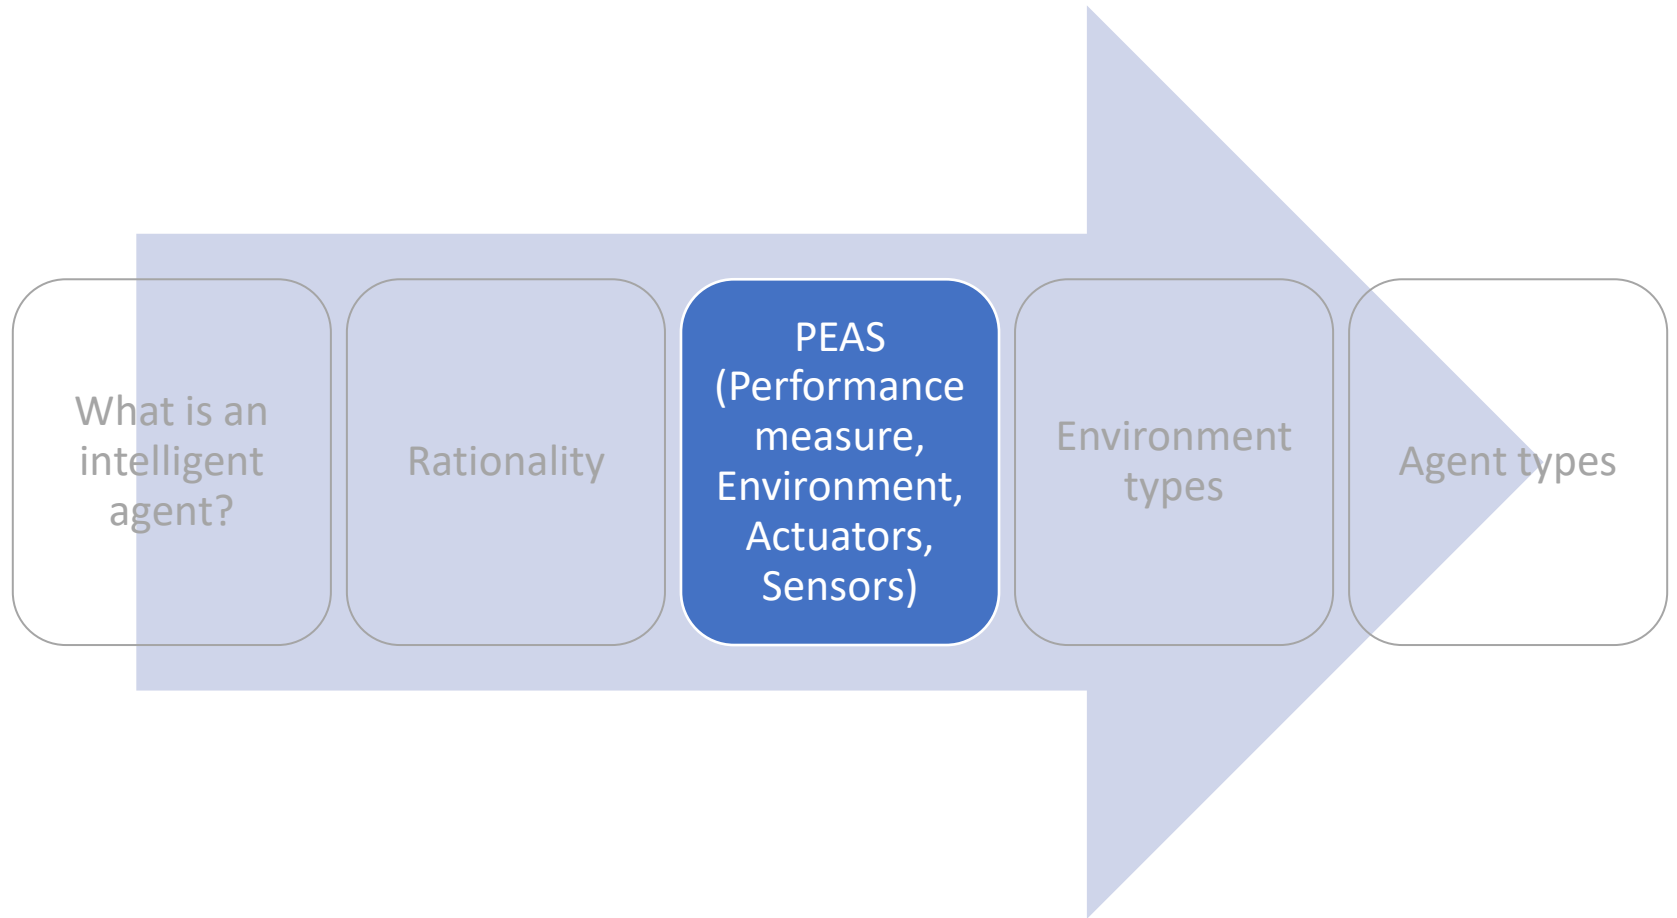 What is an
intelligent
agent?
Rationality
PEAS
(Performance
measure,
Environment,
Actuators,
Sensors)
Environment
types
Agent types